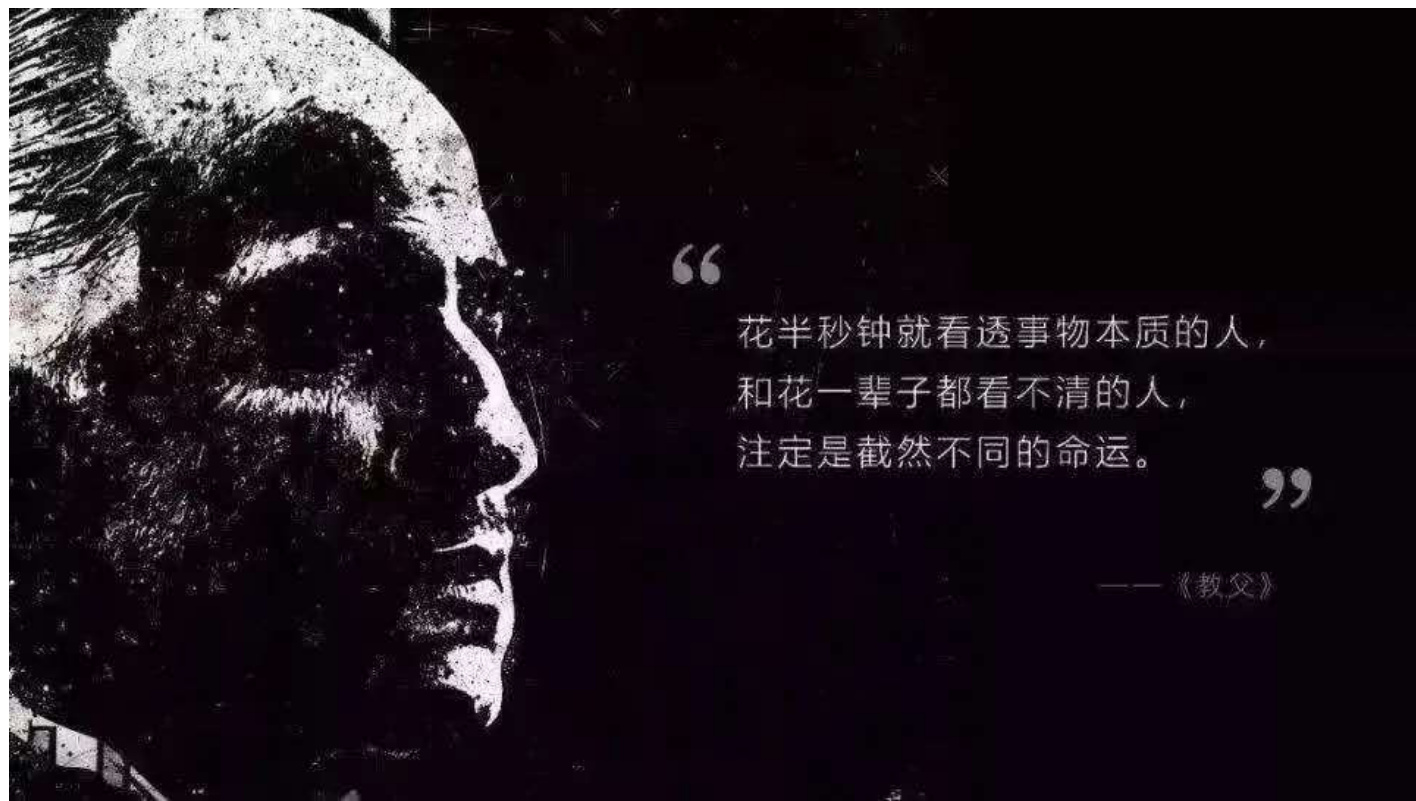 “
花半秒钟就看透事物本质的人，
和花一辈子都看不清的人，
注定是截然不同的命运。
”
——《教父》